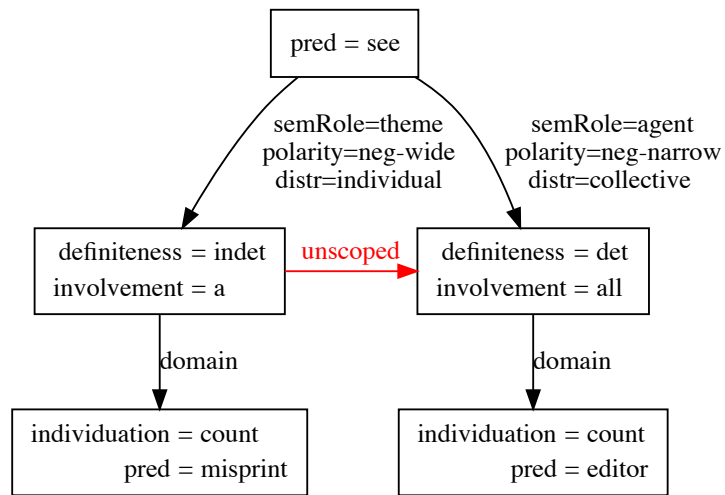 pred = see
semRole=theme
polarity=neg-wide
distr=individual
semRole=agent
polarity=neg-narrow
distr=collective
definiteness = indet
involvement = a
unscoped
definiteness = det
involvement = all
domain
domain
individuation = count
pred = misprint
individuation = count
pred = editor